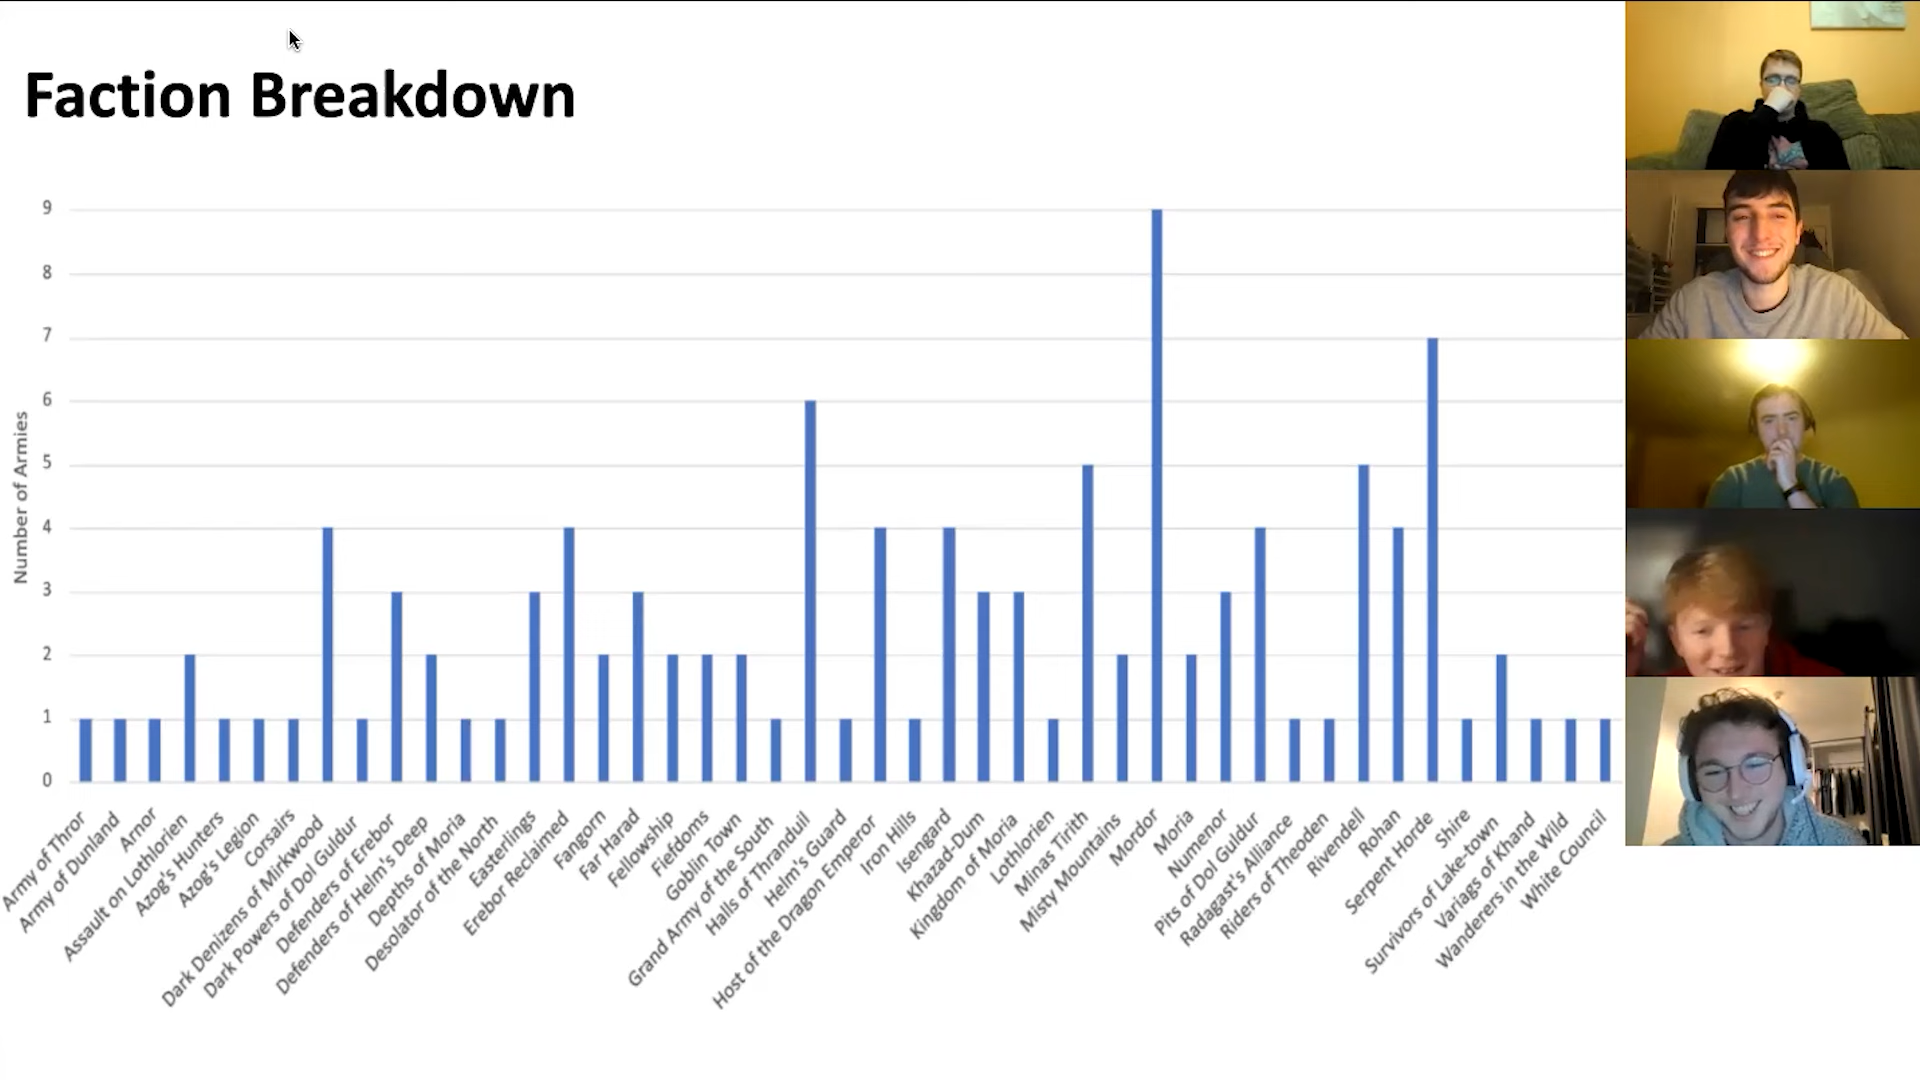 Faction Breakdown
Number of Armies
9
8
7
6
5
4
3
2
1
0
Army of Thror
Army of Dunland
Arnor
Assault on Lothlorien
Azog's Hunters
Azog's Legion
Corsairs
Dark Denizens of Mirkwood
Dark Powers of Dol Guldur
Defenders of Erebor
Defenders of Helm's Deep
Depths of Moria
Desolator of the North
Easterlings
Erebor Reclaimed
Fangorn
Far Harad
Fellowship
Fiefdoms
Goblin Town
Grand Army of the South
Halls of Thranduil
Helm's Guard
Host of the Dragon Emperor
Iron Hills
Isengard
Khazad-Dum
Kingdom of Moria
Lothlorien
Minas Tirith
Misty Mountains
Mordor
Moria
Numenor
Pits of Dol Guldur
Radagast's Alliance
Riders of Theoden
Rivendell
Rohan
Serpent Horde
Shire
Survivors of Lake-town
Variags of Khand
Wanderers in the Wild
White Council